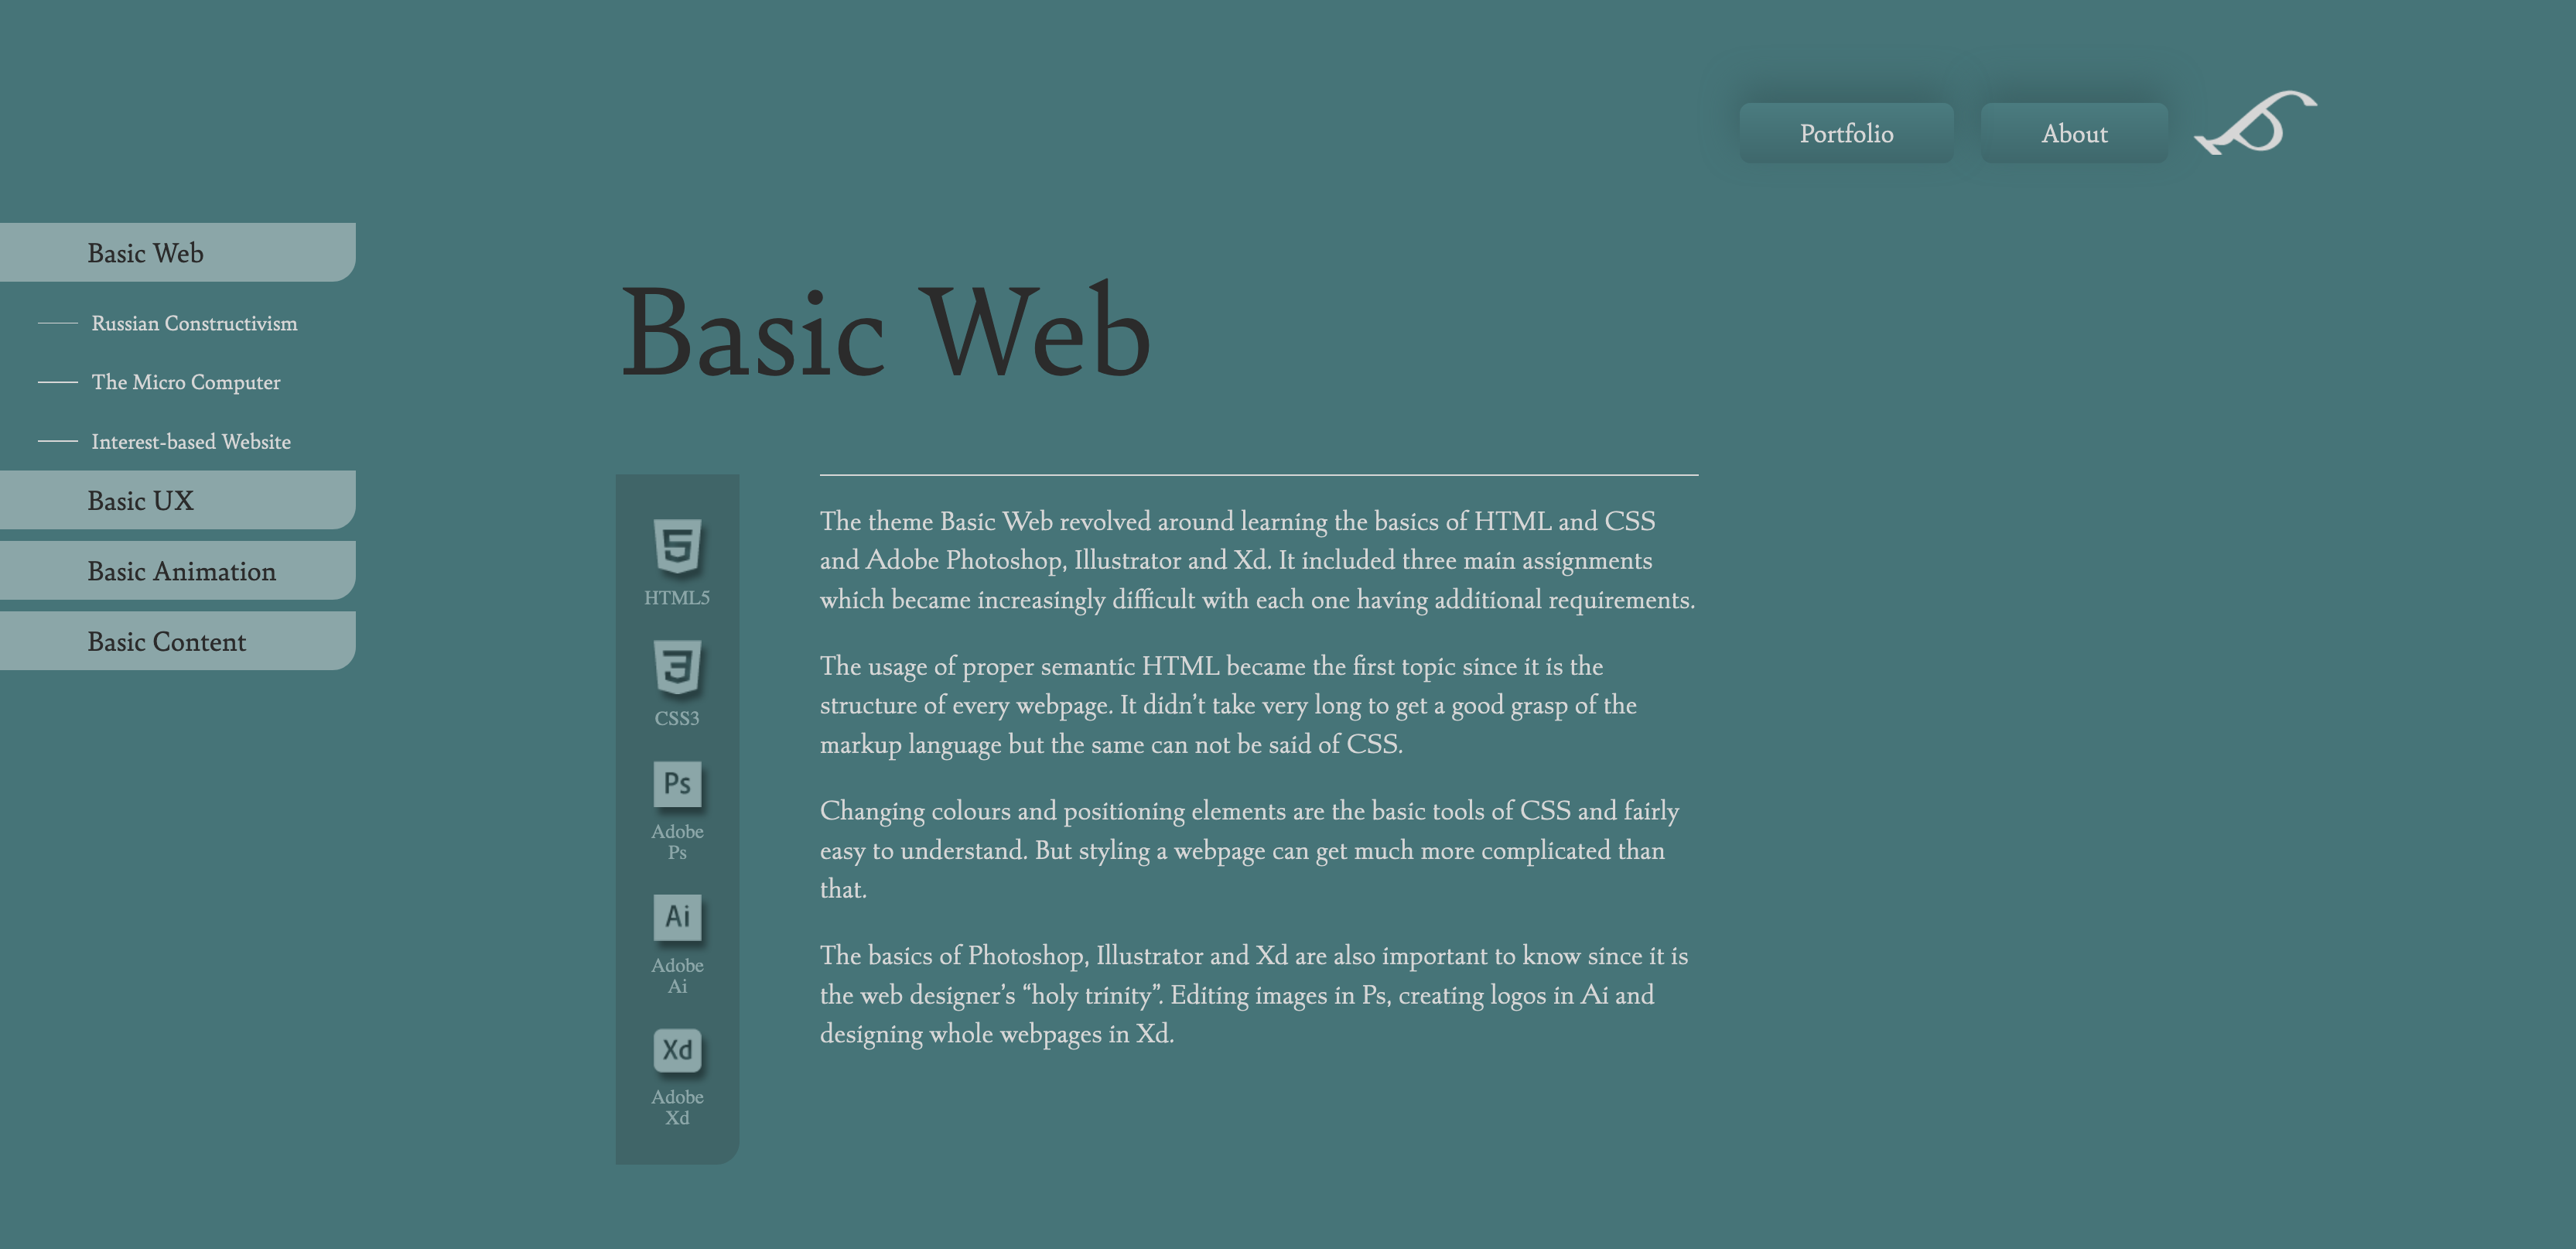 Portfolio
About
Basic Web
Russian Constructivism
The Micro Computer
Interest-based Website
Basic UX
Basic Animation
Basic Content
Basic Web
5
HTML5
3
CSS3
Ps
Adobe
Ps
Ai
Adobe
Ai
Xd
Adobe
Xd
The theme Basic Web revolved around learning the basics of HTML and CSS
and Adobe Photoshop, Illustrator and Xd. It included three main assignments
which became increasingly difficult with each one having additional requirements.
The usage of proper semantic HTML became the first topic since it is the
structure of every webpage. It didn’t take very long to get a good grasp of the
markup language but the same can not be said of CSS.
Changing colours and positioning elements are the basic tools of CSS and fairly
easy to understand. But styling a webpage can get much more complicated than
that.
The basics of Photoshop, Illustrator and Xd are also important to know since it is
the web designer’s “holy trinity”. Editing images in Ps, creating logos in Ai and
designing whole webpages in Xd.